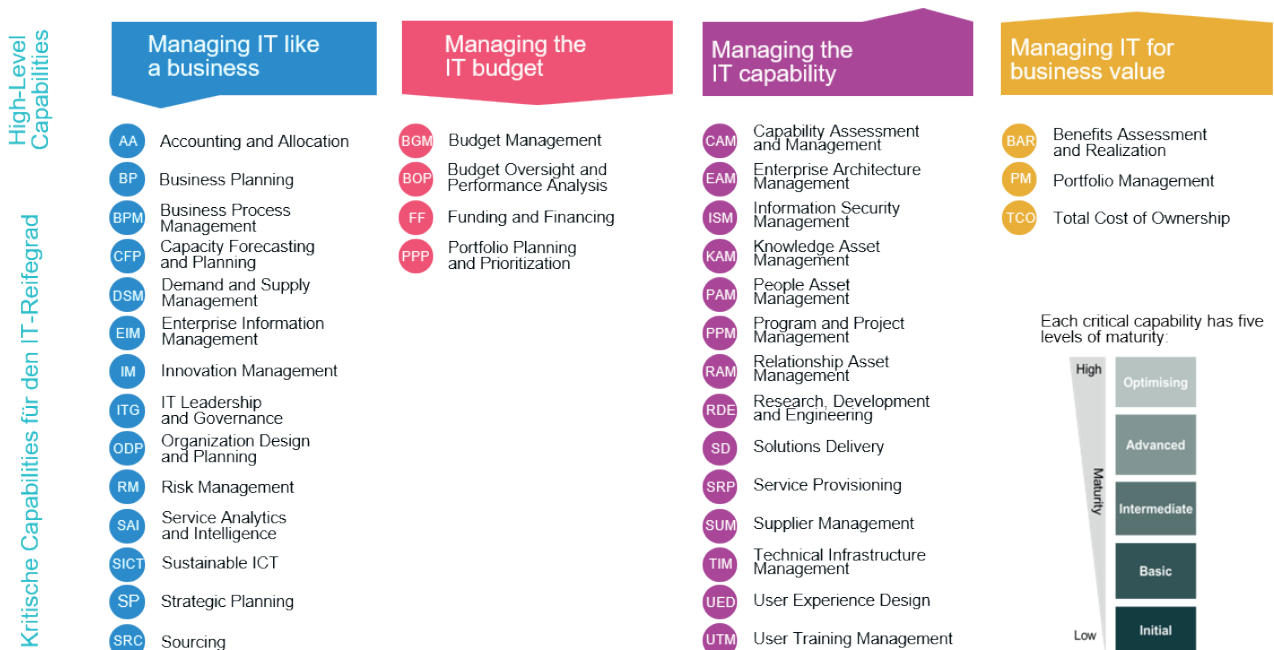 High-Level
Capabilities
Kritische Capabilities für den IT-Reifegrad
Managing IT like
a business
AA
Accounting and Allocation
BP
Business Planning
BPM
Business Process
Management
CFP
Capacity Forecasting
and Planning
DSM
Demand and Supply
Management
EIM
Enterprise Information
Management
IM
Innovation Management
ITG
IT Leadership
and Governance
ODP
Organization Design
and Planning
RM
Risk Management
SAI
Service Analytics
and Intelligence
SICT
Sustainable ICT
SP
Strategic Planning
SRC
Sourcing
Managing the
IT budget
BGM
Budget Management
BOP
Budget Oversight and
Performance Analysis
FF
Funding and Financing
PPP
Portfolio Planning
and Prioritization
Managing the
IT capability
CAM
Capability Assessment
and Management
EAM
Enterprise Architecture
Management
ISM
Information Security
Management
KAM
Knowledge Asset
Management
PAM
People Asset
Management
PPM
Program and Project
Management
RAM
Relationship Asset
Management
RDE
Research, Development
and Engineering
SD
Solutions Delivery
SRP
Service Provisioning
SUM
Supplier Management
TIM
Technical Infrastructure
Management
UED
User Experience Design
UTM
User Training Management
Managing IT for
business value
BAR
Benefits Assessment
and Realization
PM
Portfolio Management
TCO
Total Cost of Ownership
Each critical capability has five
levels of maturity:
High
Maturity
Low
Optimising
Advanced
Intermediate
Basic
Initial